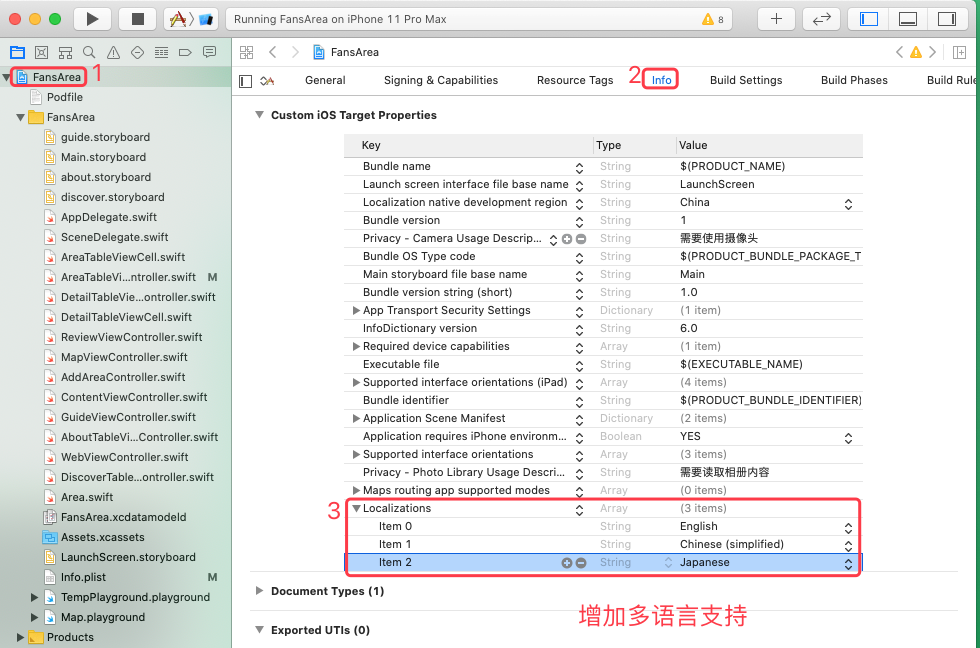 Running FansArea on iPhone 11 Pro Max
8
FansArea
1
Podfile
FansArea
guide.storyboard
Main.storyboard
about.storyboard
discover.storyboard
AppDelegate.swift
SceneDelegate.swift
AreaTableViewCell.swift
AreaTableVi...ntroller.swift M
DetailTableVie...ontroller.swift
DetailTableViewCell.swift
ReviewViewController.swift
MapViewController.swift
AddAreaController.swift
ContentViewController.swift
GuideViewController.swift
AboutTableVi...Controller.swift
WebViewController.swift
DiscoverTable...ontroller.swift
Area.swift
FansArea.xcdatamodeld
Assets.xcassets
LaunchScreen.storyboard
Info.plist M
TempPlayground.playground
Map.playground
Products
FansArea
General Signing & Capabilities Resource Tags 2 Info Build Settings Build Phases Build Rule
Custom iOS Target Properties
Key Type Value
Bundle name String $(PRODUCT_NAME)
Launch screen interface file base name String LaunchScreen
Localization native development region String China
Bundle version String 1
Privacy - Camera Usage Descrip... String 需要使用摄像头
Bundle OS Type code String $(PRODUCT_BUNDLE_PACKAGE_T
Main storyboard file base name String Main
Bundle version string (short) String 1.0
App Transport Security Settings Dictionary (1 item)
InfoDictionary version String 6.0
Required device capabilities Array (1 item)
Executable file String $(EXECUTABLE_NAME)
Supported interface orientations (iPad) Array (4 items)
Bundle identifier String $(PRODUCT_BUNDLE_IDENTIFIER)
Application Scene Manifest Dictionary (2 items)
Application requires iPhone environm... Boolean YES
Supported interface orientations Array (3 items)
Privacy - Photo Library Usage Descri... String 需要读取相册内容
Maps routing app supported modes Array (0 items)
3
Localizations Array (3 items)
Item 0 String English
Item 1 String Chinese (simplified)
Item 2 String Japanese
Document Types (1)
增加多语言支持
Exported UTIs (0)